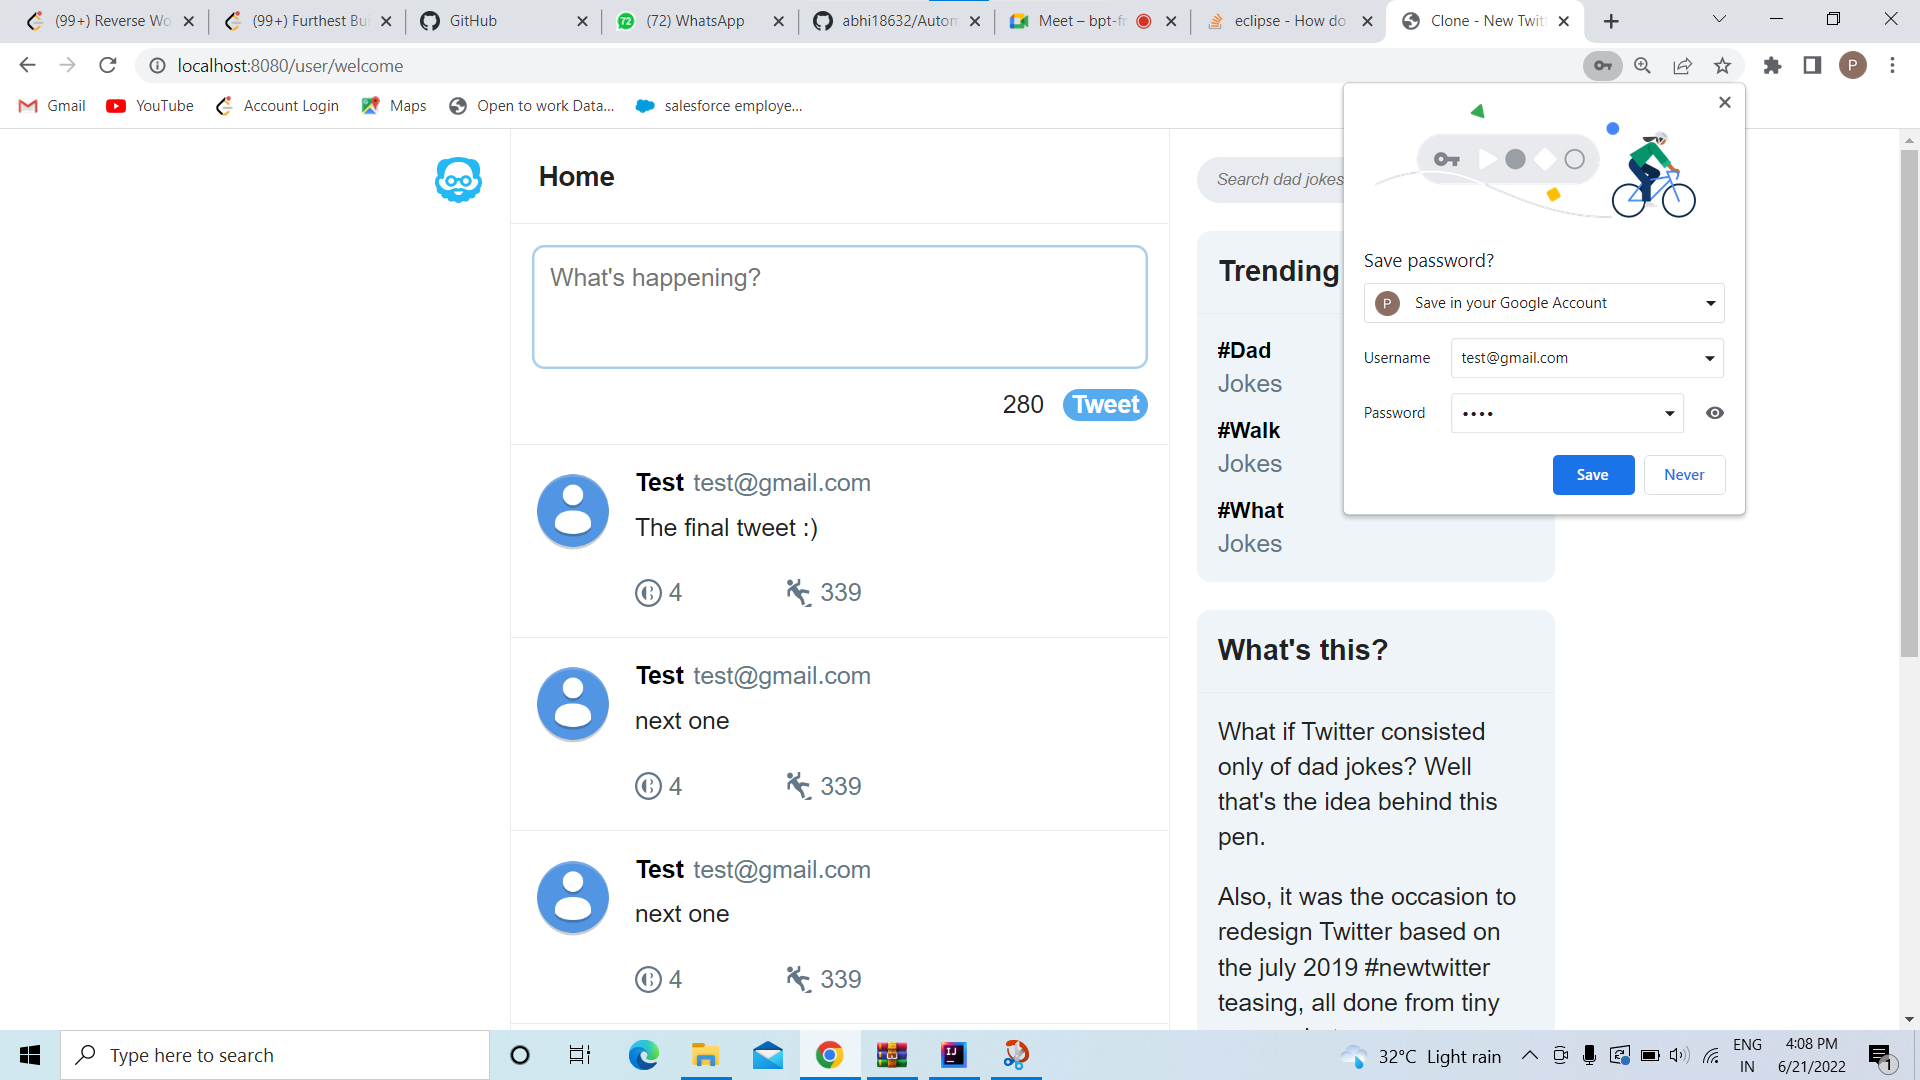 (99+) Reverse Wo
(99+) Furthest Bui
GitHub
72
(72) WhatsApp
abhi18632/Autom
Meet – bpt-fr
eclipse - How do
Clone - New Twit
localhost:8080/user/welcome
P
Gmail
YouTube
Account Login
Maps
Open to work Data...
salesforce employe...
Home
Search dad jokes
What's happening?
280
Tweet
Test test@gmail.com
The final tweet :)
4
339
Test test@gmail.com
next one
4
339
Test test@gmail.com
next one
4
339
Trending
#Dad
Jokes
#Walk
Jokes
#What
Jokes
What's this?
What if Twitter consisted
only of dad jokes? Well
that's the idea behind this
pen.
Also, it was the occasion to
redesign Twitter based on
the july 2019 #newtwitter
teasing, all done from tiny
Save password?
P
Save in your Google Account
Username
test@gmail.com
Password
••••
Save
Never
Type here to search
IJ
32°C Light rain
ENG
IN
4:08 PM
6/21/2022
1